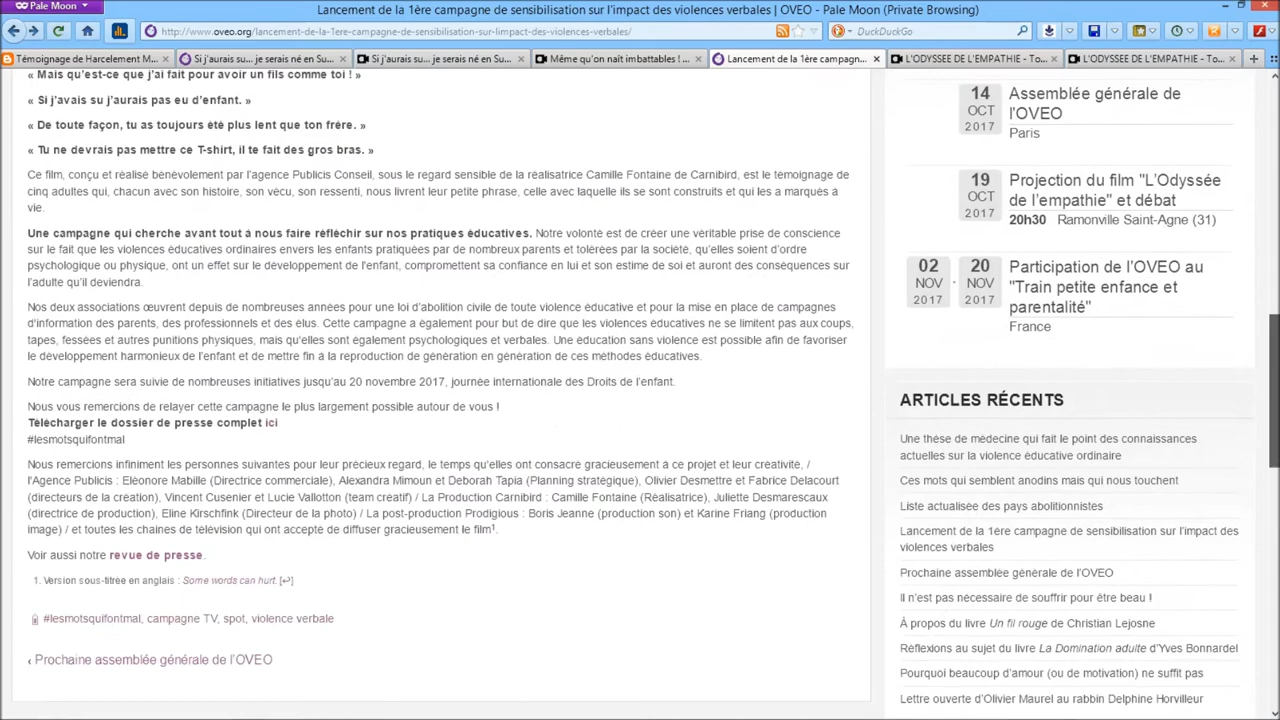 Pale Moon
Lancement de la 1ère campagne de sensibilisation sur l'impact des violences verbales | OVEO - Pale Moon (Private Browsing)
http://www.oveo.org/lancement-de-la-1ere-campagne-de-sensibilisation-sur-limpact-des-violences-verbales/
DuckDuckGo
Témoignage de Harcelement M...
Si j'aurais su... je serais né en Su...
Si j'aurais su... je serais né en Su...
Même qu'on naît imbattables ! ...
Lancement de la 1ère campagn...
L'ODYSSEE DE L'EMPATHIE - To...
L'ODYSSEE DE L'EMPATHIE - To...
« Mais qu'est-ce que j'ai fait pour avoir un fils comme toi ! »
« Si j'avais su j'aurais pas eu d'enfant. »
« De toute façon, tu as toujours été plus lent que ton frère. »
« Tu ne devrais pas mettre ce T-shirt, il te fait des gros bras. »
Ce film, conçu et réalisé bénévolement par l'agence Publicis Conseil, sous le regard sensible de la réalisatrice Camille Fontaine de Carnibird, est le témoignage de
cinq adultes qui, chacun avec son histoire, son vécu, son ressenti, nous livrent leur petite phrase, celle avec laquelle ils se sont construits et qui les a marqués à
vie.
Une campagne qui cherche avant tout à nous faire réfléchir sur nos pratiques éducatives. Notre volonté est de créer une véritable prise de conscience
sur le fait que les violences éducatives ordinaires envers les enfants pratiquées par de nombreux parents et tolérées par la société, qu'elles soient d'ordre
psychologique ou physique, ont un effet sur le développement de l'enfant, compromettent sa confiance en lui et son estime de soi et auront des conséquences sur
l'adulte qu'il deviendra.
Nos deux associations œuvrent depuis de nombreuses années pour une loi d'abolition civile de toute violence éducative et pour la mise en place de campagnes
d'information des parents, des professionnels et des élus. Cette campagne a également pour but de dire que les violences éducatives ne se limitent pas aux coups,
tapes, fessées et autres punitions physiques, mais qu'elles sont également psychologiques et verbales. Une éducation sans violence est possible afin de favoriser
le développement harmonieux de l'enfant et de mettre fin à la reproduction de génération en génération de ces méthodes éducatives.
Notre campagne sera suivie de nombreuses initiatives jusqu'au 20 novembre 2017, journée internationale des Droits de l'enfant.
Nous vous remercions de relayer cette campagne le plus largement possible autour de vous !
Télécharger le dossier de presse complet ici
#lesmotsquifontmal
Nous remercions infiniment les personnes suivantes pour leur précieux regard, le temps qu'elles ont consacré gracieusement à ce projet et leur créativité, /
l'Agence Publicis : Eléonore Mabille (Directrice commerciale), Alexandra Mimoun et Deborah Tapia (Planning stratégique), Olivier Desmettre et Fabrice Delacourt
(directeurs de la création), Vincent Cusenier et Lucie Vallotton (team créatif) / La Production Carnibird : Camille Fontaine (Réalisatrice), Juliette Desmarescaux
(directrice de production), Eline Kirschfink (Directeur de la photo) / La post-production Prodigious : Boris Jeanne (production son) et Karine Friang (production
image) / et toutes les chaînes de télévision qui ont accepté de diffuser gracieusement le film¹.
Voir aussi notre revue de presse.
1. Version sous-titrée en anglais : Some words can hurt. [↩]
#lesmotsquifontmal, campagne TV, spot, violence verbale
‹ Prochaine assemblée générale de l'OVEO
14
OCT
2017
Assemblée générale de
l'OVEO
Paris
19
OCT
2017
Projection du film "L'Odyssée
de l'empathie" et débat
20h30 Ramonville Saint-Agne (31)
02
NOV
2017
-
20
NOV
2017
Participation de l'OVEO au
"Train petite enfance et
parentalité"
France
ARTICLES RÉCENTS
Une thèse de médecine qui fait le point des connaissances
actuelles sur la violence éducative ordinaire
Ces mots qui semblent anodins mais qui nous touchent
Liste actualisée des pays abolitionnistes
Lancement de la 1ère campagne de sensibilisation sur l'impact des
violences verbales
Prochaine assemblée générale de l'OVEO
Il n'est pas nécessaire de souffrir pour être beau !
À propos du livre Un fil rouge de Christian Lejosne
Réflexions au sujet du livre La Domination adulte d'Yves Bonnardel
Pourquoi beaucoup d'amour (ou de motivation) ne suffit pas
Lettre ouverte d'Olivier Maurel au rabbin Delphine Horvilleur